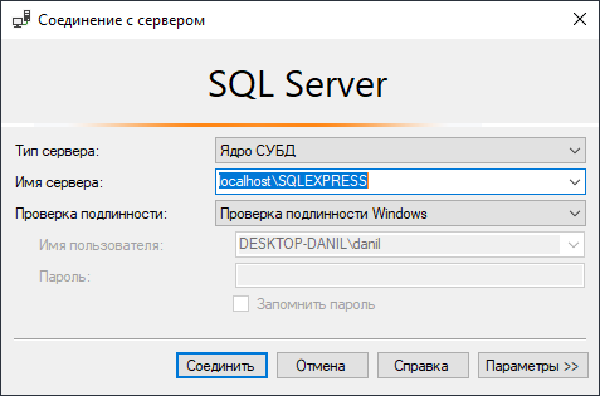 Соединение с сервером
SQL Server
Тип сервера: Ядро СУБД
Имя сервера: localhost\SQLEXPRESS
Проверка подлинности: Проверка подлинности Windows
Имя пользователя: DESKTOP-DANIL\danil
Пароль:
Запомнить пароль
Соединить Отмена Справка Параметры >>